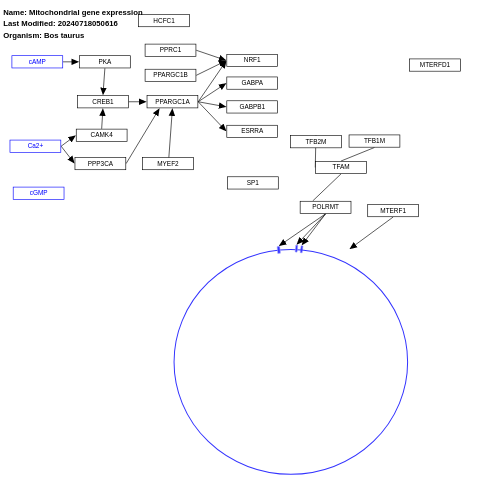 Name: Mitochondrial gene expression
Last Modified: 20240718050616
Organism: Bos taurus
HCFC1
PPRC1
NRF1
MTERFD1
cAMP
PKA
PPARGC1B
GABPA
CREB1
PPARGC1A
GABPB1
CAMK4
ESRRA
TFB2M
TFB1M
Ca2+
PPP3CA
MYEF2
TFAM
SP1
cGMP
POLRMT
MTERF1